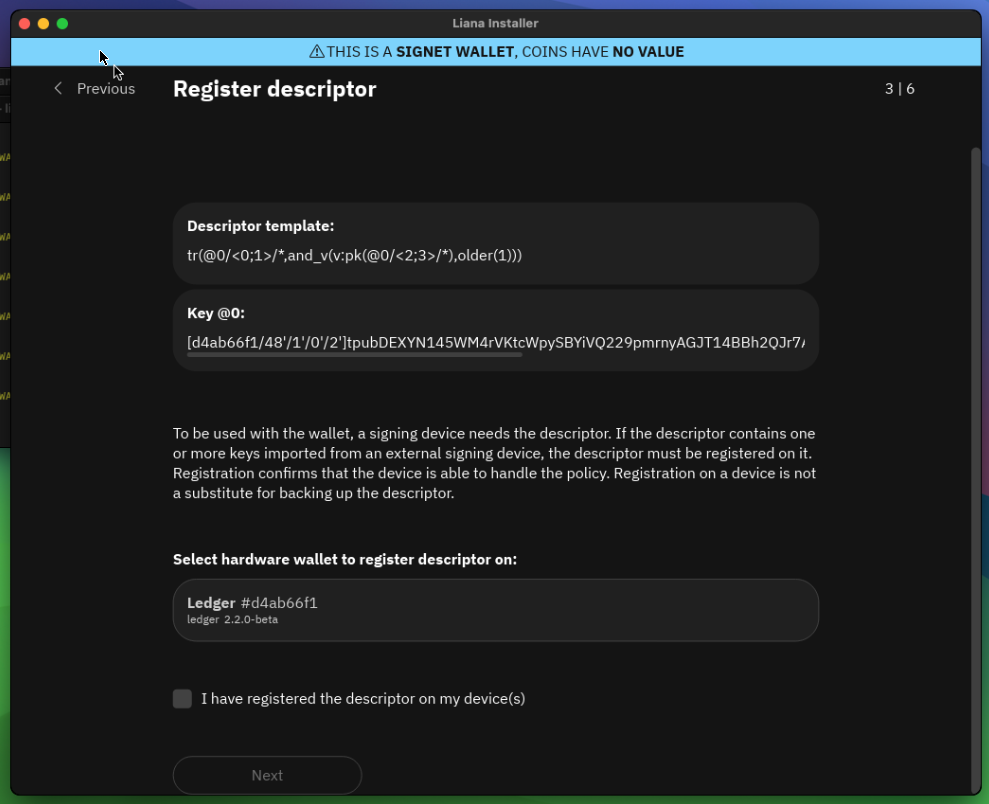 Liana Installer
⚠THIS IS A SIGNET WALLET, COINS HAVE NO VALUE
Previous
Register descriptor
3 | 6
Descriptor template:
tr(@0/<0;1>/*,and_v(v:pk(@0/<2;3>/*),older(1)))
Key @0:
[d4ab66f1/48'/1'/0'/2']tpubDEXYN145WM4rVKtcWpySBYiVQ229pmrnyAGJT14BBh2QJr7
To be used with the wallet, a signing device needs the descriptor. If the descriptor contains one
or more keys imported from an external signing device, the descriptor must be registered on it.
Registration confirms that the device is able to handle the policy. Registration on a device is not
a substitute for backing up the descriptor.
Select hardware wallet to register descriptor on:
Ledger #d4ab66f1
ledger 2.2.0-beta
I have registered the descriptor on my device(s)
Next